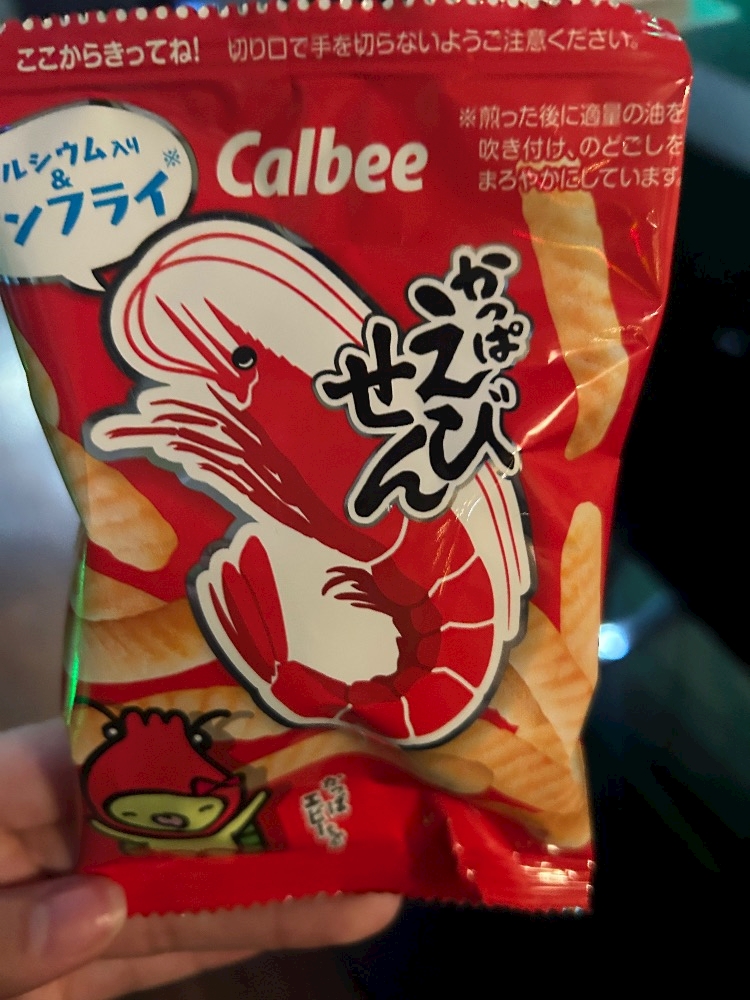 ここからきってね! 切り口で手を切らないようご注意ください。
※煎った後に適量の油を
吹き付け、のどごしを
まろやかにしています。
ルシウム入り
&
ンフライ※
Calbee
かっぱ
えび
せん
かっぱ